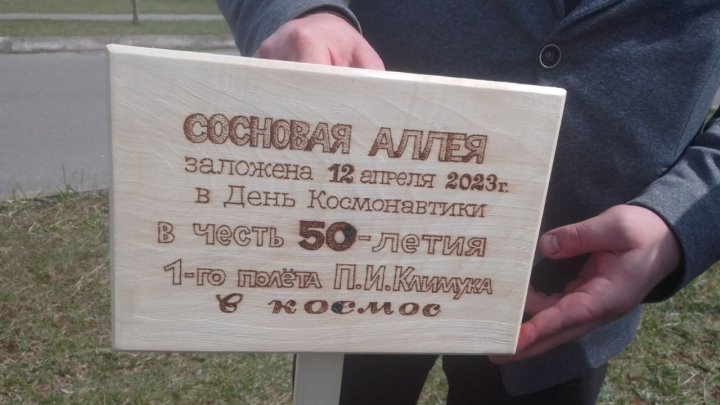 СОСНОВАЯ АЛЛЕЯ
заложена 12 апреля 2023г.
в День Космонавтики
в честь 50-летия
1-го полёта П.И.Климука
в космос